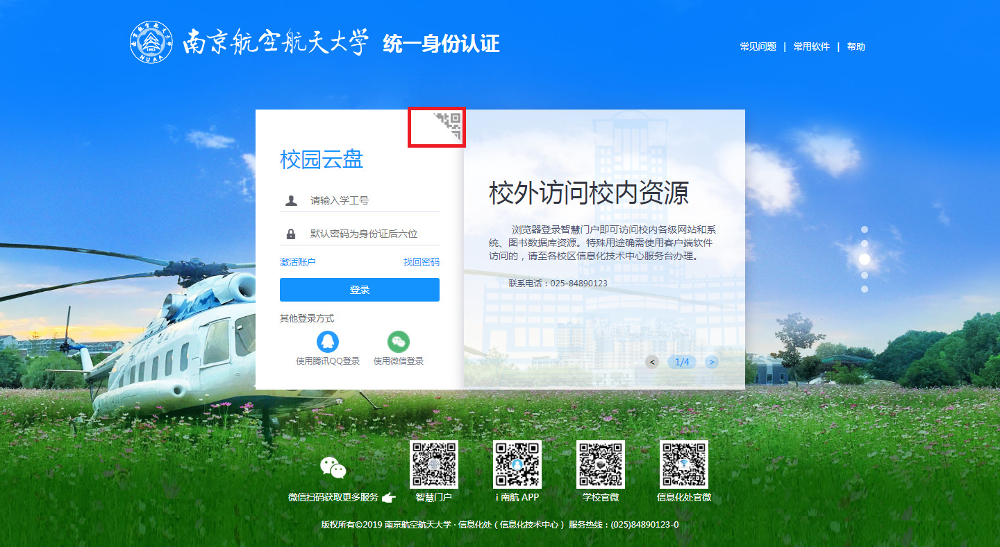 南京航空航天大学 统一身份认证
常见问题 | 常用软件 | 帮助
NUAA
1952
校园云盘
请输入学工号
默认密码为身份证后六位
激活账户 找回密码
登录
其他登录方式
使用腾讯QQ登录 使用微信登录
校外访问校内资源
浏览器登录智慧门户即可访问校内各级网站和系
统、图书数据库资源。特殊用途确需使用客户端软件
访问的，请至各校区信息化技术中心服务台办理。
联系电话：025-84890123
< 1/4 >
微信扫码获取更多服务 智慧门户 i 南航 APP 学校官微 信息化处官微
版权所有©2019 南京航空航天大学 · 信息化处（信息化技术中心） 服务热线：(025)84890123-0